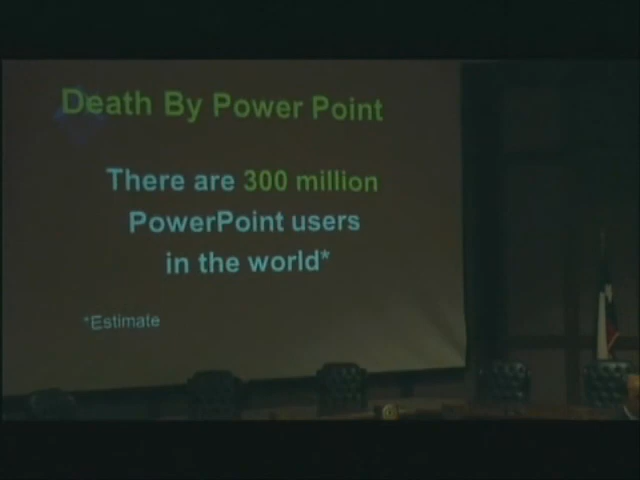 Death By Power Point
There are 300 million
PowerPoint users
in the world*
*Estimate